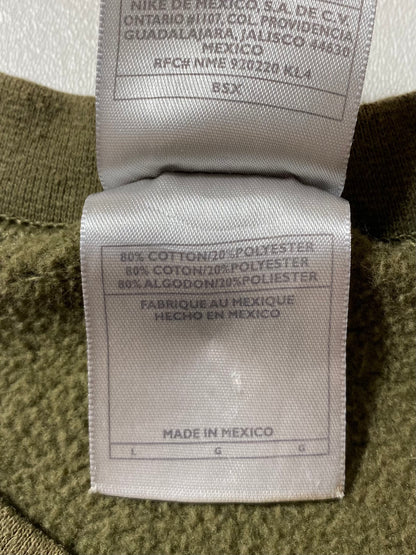 NIKE DE MEXICO, S.A. DE C.V.
ONTARIO #1107, COL. PROVIDENCIA
GUADALAJARA, JALISCO 44630
MEXICO
RFC# NME 920220 KL4
BSX
80% COTTON/20%POLYESTER
80% COTON/20%POLYESTER
80% ALGODON/20%POLIESTER
FABRIQUE AU MEXIQUE
HECHO EN MEXICO
MADE IN MEXICO
L G G